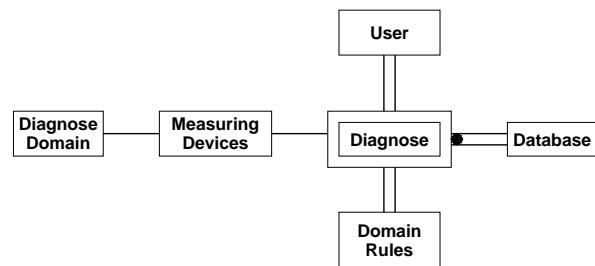 User
Diagnose
Domain
Measuring
Devices
Diagnose
Database
Domain
Rules